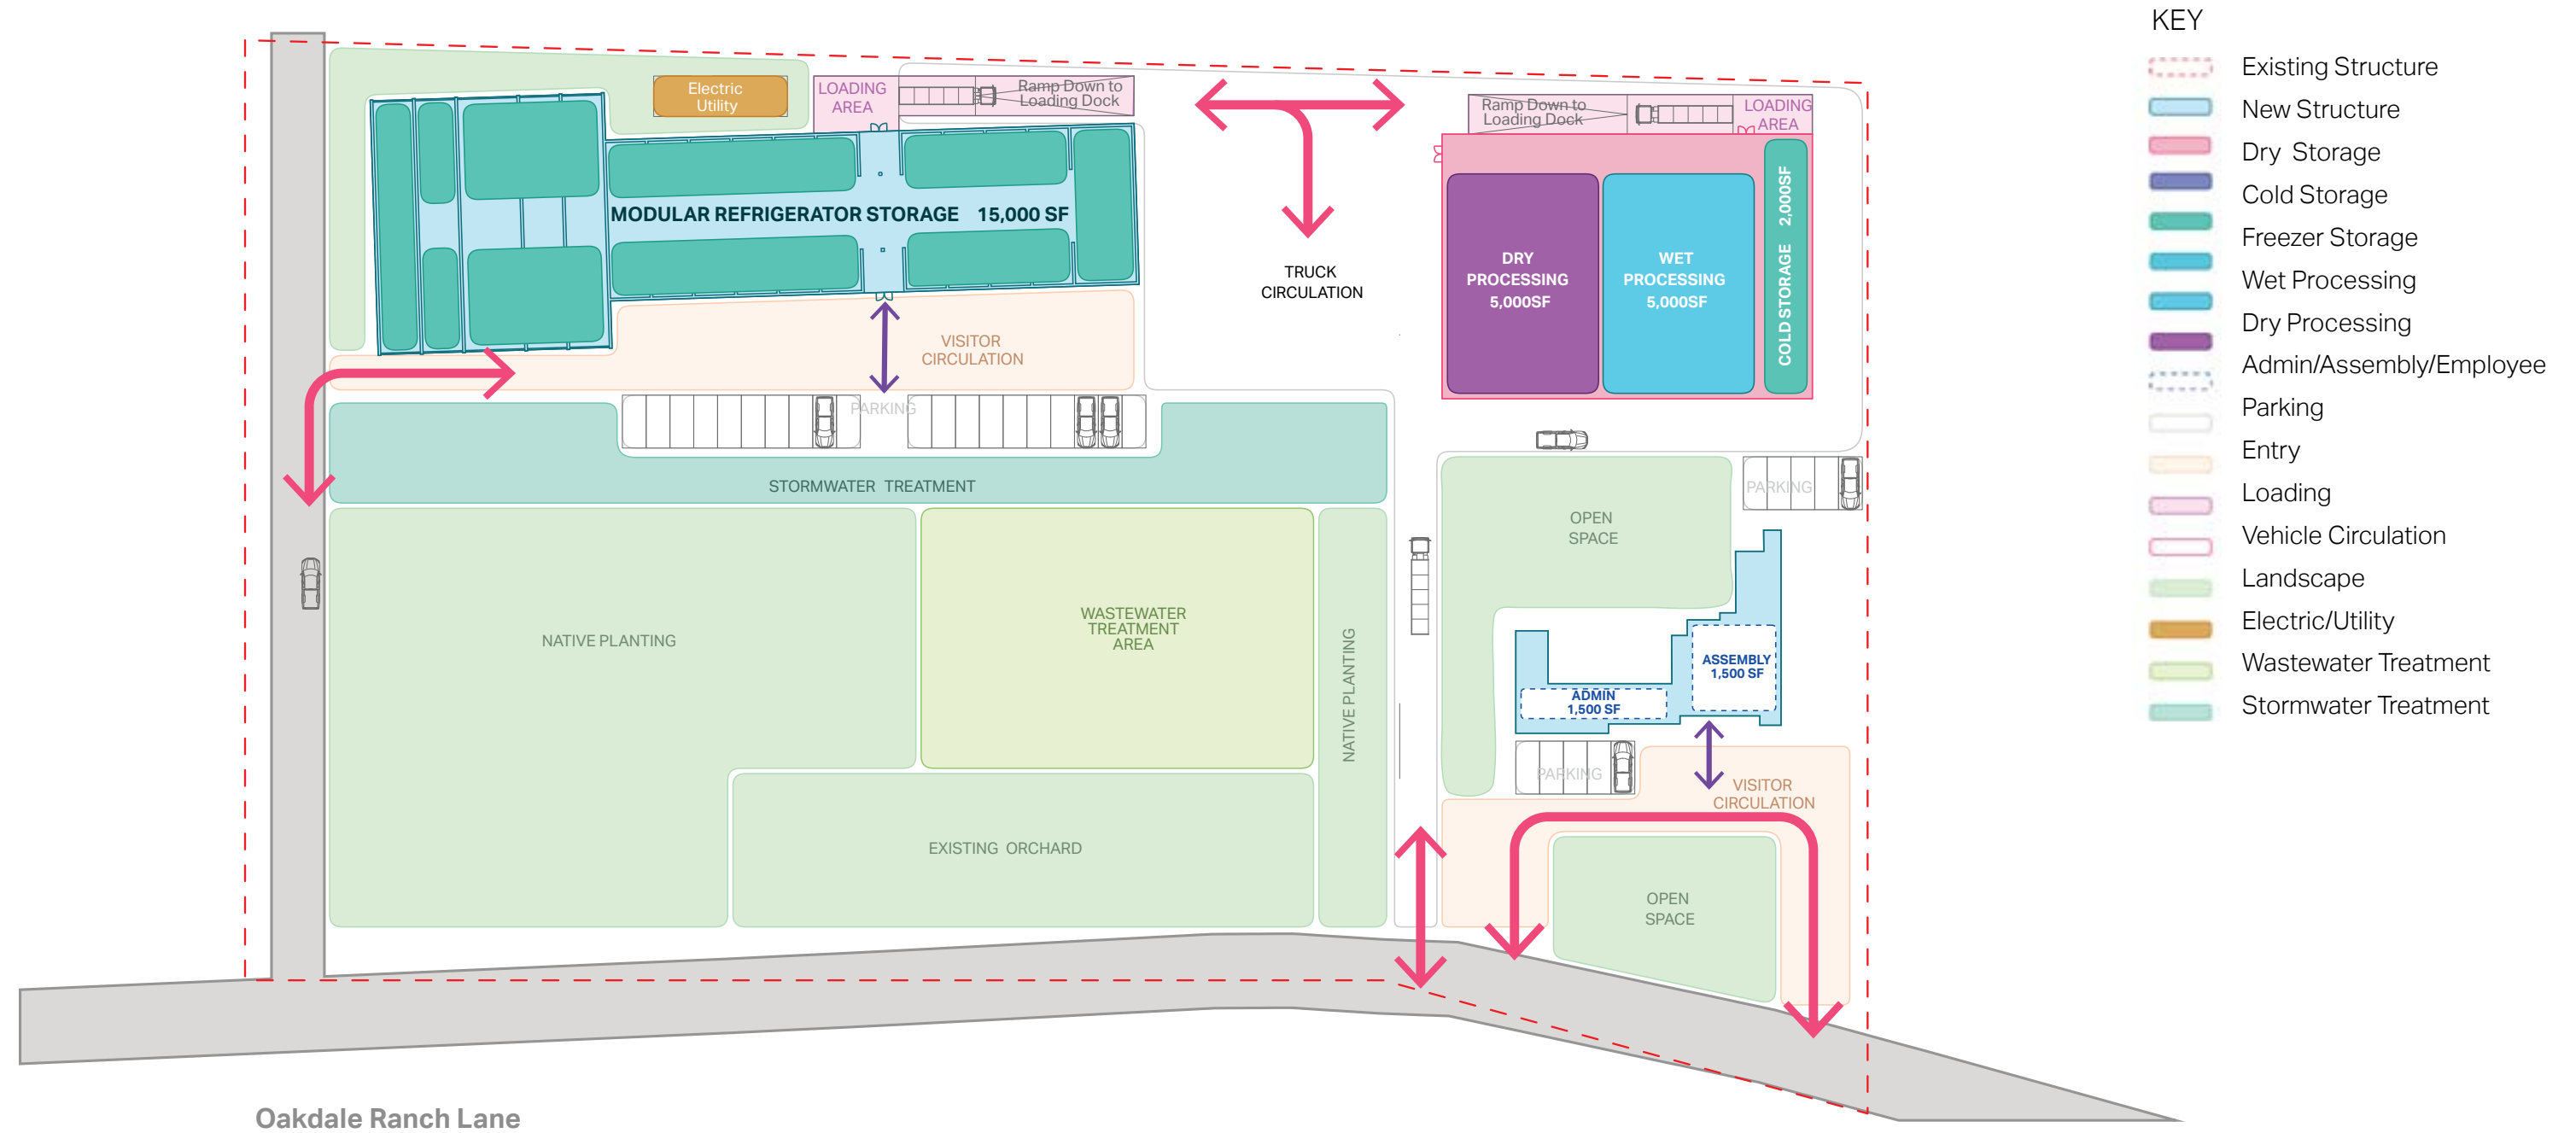 Electric
Utility
LOADING
AREA
Ramp Down to
Loading Dock
MODULAR REFRIGERATOR STORAGE 15,000 SF
VISITOR
CIRCULATION
PARKING
STORMWATER TREATMENT
NATIVE PLANTING
WASTEWATER
TREATMENT
AREA
NATIVE PLANTING
EXISTING ORCHARD
TRUCK
CIRCULATION
Ramp Down to
Loading Dock
LOADING
AREA
DRY
PROCESSING
5,000SF
WET
PROCESSING
5,000SF
COLD STORAGE 2,000SF
OPEN
SPACE
PARKING
ASSEMBLY
1,500 SF
ADMIN
1,500 SF
PARKING
VISITOR
CIRCULATION
OPEN
SPACE
Oakdale Ranch Lane
KEY
Existing Structure
New Structure
Dry Storage
Cold Storage
Freezer Storage
Wet Processing
Dry Processing
Admin/Assembly/Employee
Parking
Entry
Loading
Vehicle Circulation
Landscape
Electric/Utility
Wastewater Treatment
Stormwater Treatment